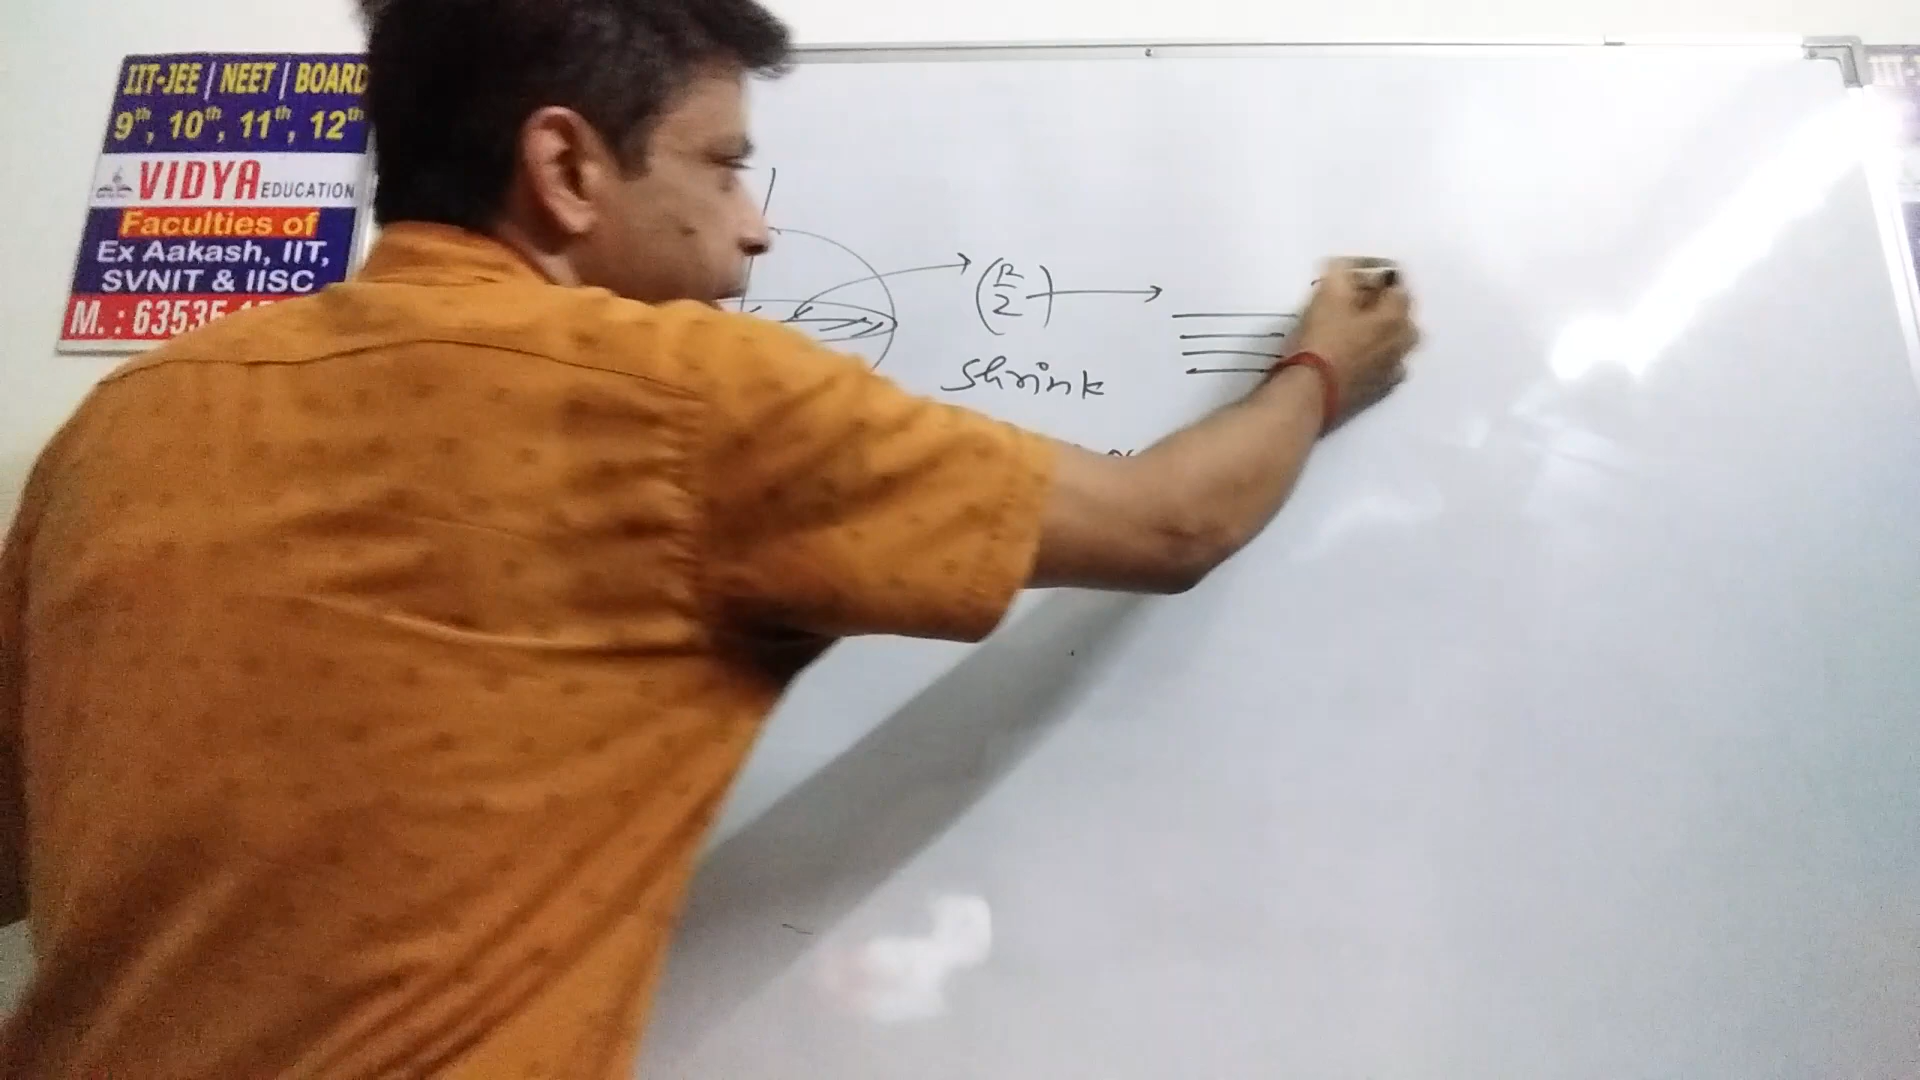 IIT-JEE | NEET | BOARD
9th, 10th, 11th, 12th
VIDYA EDUCATION
Faculties of
Ex Aakash, IIT,
SVNIT & IISC
M. : 63535
(R/2)
Shrink